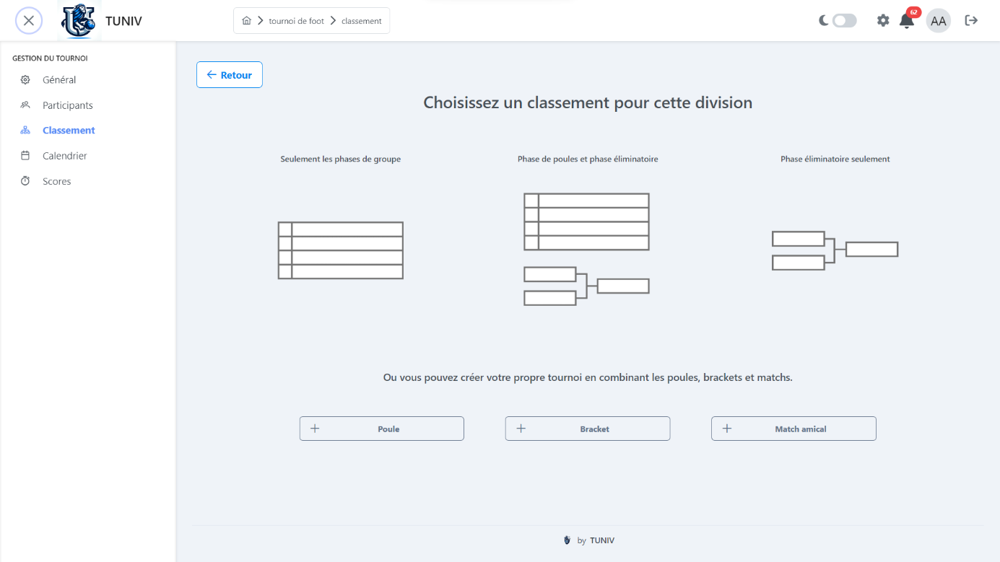 TUNIV
tournoi de foot
classement
62
AA
GESTION DU TOURNOI
Général
Participants
Classement
Calendrier
Scores
Retour
Choisissez un classement pour cette division
Seulement les phases de groupe
Phase de poules et phase éliminatoire
Phase éliminatoire seulement
Ou vous pouvez créer votre propre tournoi en combinant les poules, brackets et matchs.
Poule
Bracket
Match amical
by TUNIV